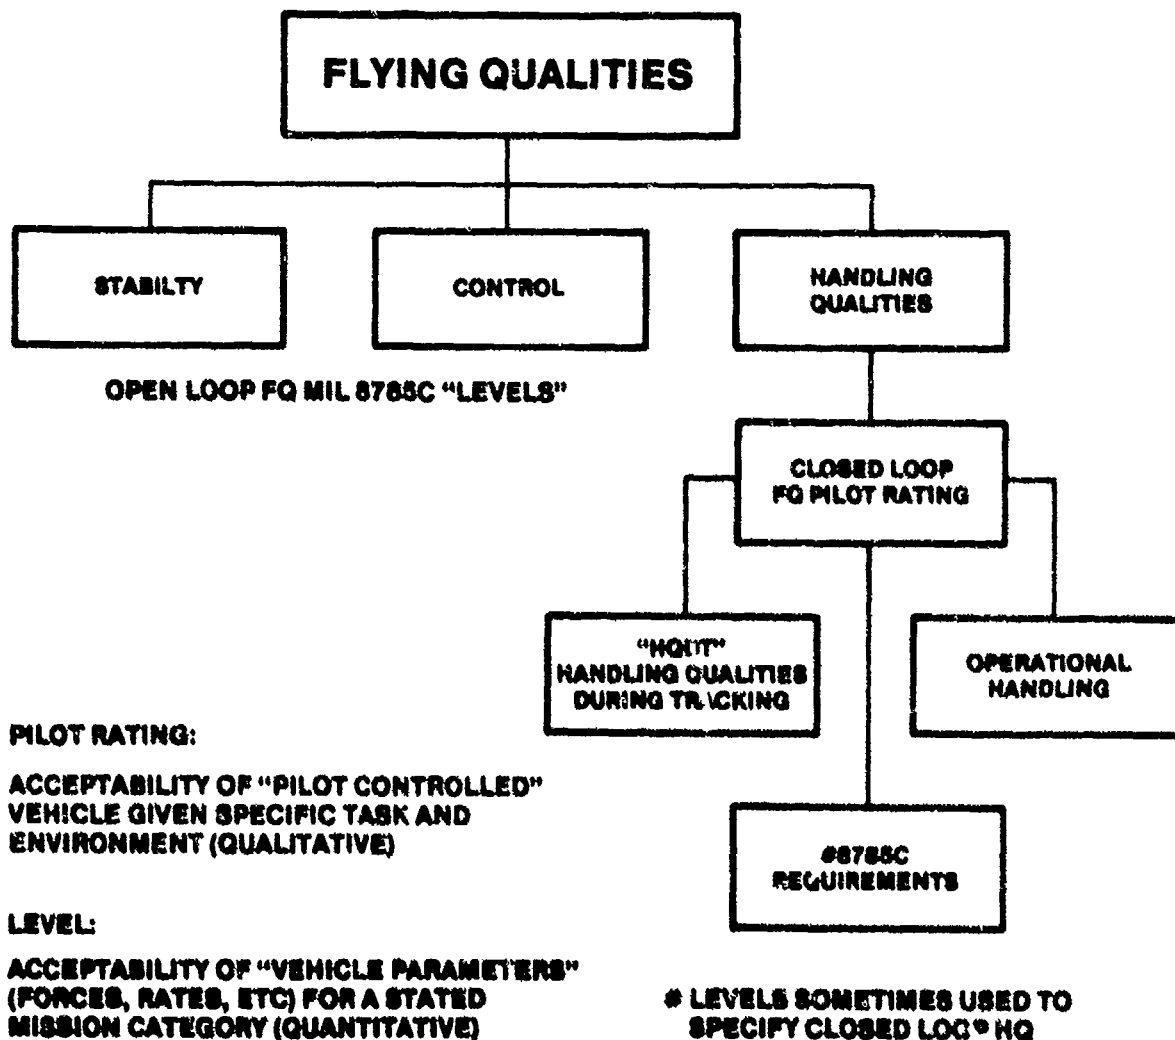 FLYING QUALITIES
STABILTY
CONTROL
HANDLING
QUALITIES
OPEN LOOP FQ MIL 8785C “LEVELS”
CLOSED LOOP
FQ PILOT RATING
“HQDT”
HANDLING QUALITIES
DURING TRACKING
OPERATIONAL
HANDLING
#8785C
REQUIREMENTS
PILOT RATING:
ACCEPTABILITY OF “PILOT CONTROLLED”
VEHICLE GIVEN SPECIFIC TASK AND
ENVIRONMENT (QUALITATIVE)
LEVEL:
ACCEPTABILITY OF “VEHICLE PARAMETERS”
(FORCES, RATES, ETC) FOR A STATED
MISSION CATEGORY (QUANTITATIVE)
# LEVELS SOMETIMES USED TO
SPECIFY CLOSED LOOP HQ